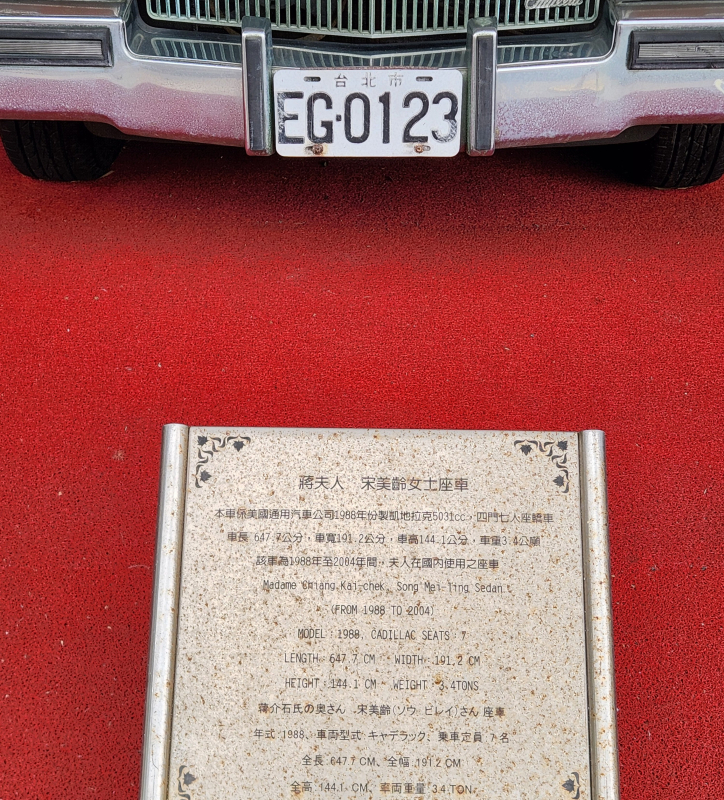 台北市
EG·0123
蔣夫人 宋美齡女士座車
本車係美國通用汽車公司1988年份製凱地拉克5031cc，四門七人座轎車
車長 647.7公分，車寬191.2公分，車高144.1公分，車重3.4公噸
該車為1988年至2004年間，夫人在國內使用之座車
Madame Chiang Kai-chek, Song Mei-ling Sedan
(FROM 1988 TO 2004)
MODEL：1988, CADILLAC SEATS：7
LENGTH：647.7 CM WIDTH：191.2 CM
HEIGHT：144.1 CM WEIGHT：3.4TONS
蔣介石氏の奥さん 宋美齡(ソウ ビレイ)さん 座車
年式 1988、車両型式 キャデラック、乗車定員 7 名
全長 647.7 CM、全幅 191.2 CM
全高 144.1 CM、車両重量 3.4 TON